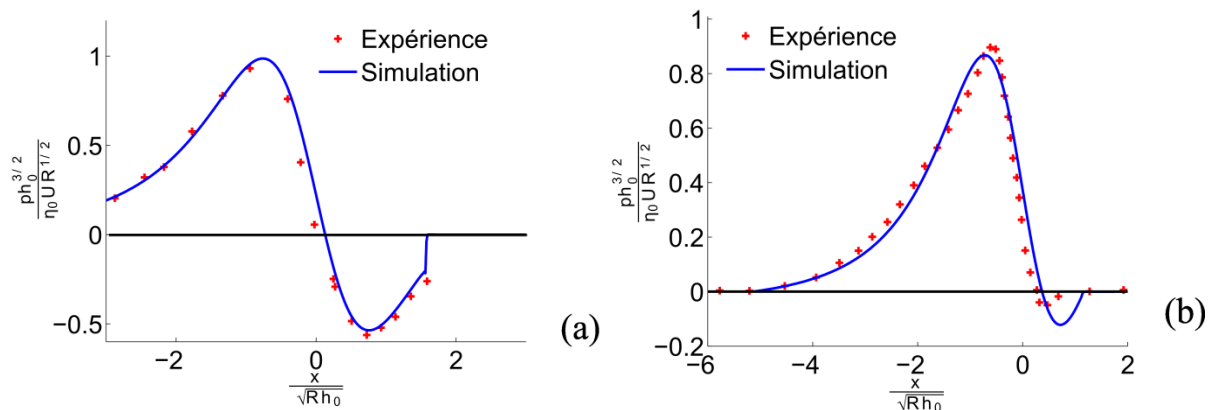 1
0.5
0
−0.5
ph₀^3/2
η₀UR^1/2
Expérience
Simulation
−2 0 2
x
√Rh₀
(a)
1
0.8
0.6
0.4
0.2
0
−0.2
ph₀^3/2
η₀UR^1/2
Expérience
Simulation
−6 −4 −2 0 2
x
√Rh₀
(b)